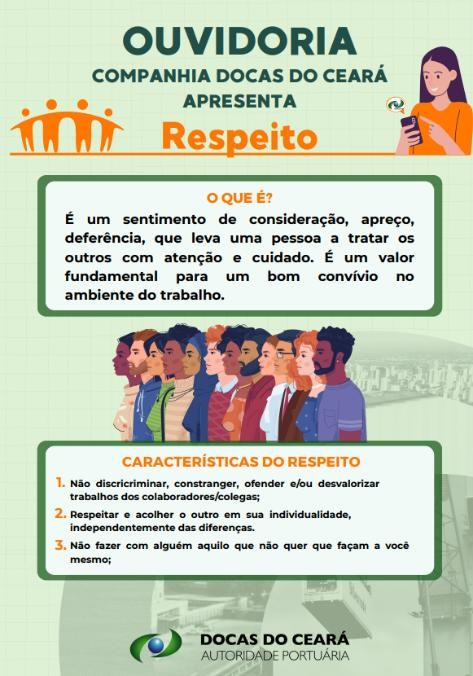 OUVIDORIA
COMPANHIA DOCAS DO CEARÁ
APRESENTA
Respeito
O QUE É?
É um sentimento de consideração, apreço,
deferência, que leva uma pessoa a tratar os
outros com atenção e cuidado. É um valor
fundamental para um bom convívio no
ambiente do trabalho.
CARACTERÍSTICAS DO RESPEITO
1. Não discricriminar, constranger, ofender e/ou desvalorizar
trabalhos dos colaboradores/colegas;
2. Respeitar e acolher o outro em sua individualidade,
independentemente das diferenças.
3. Não fazer com alguém aquilo que não quer que façam a você
mesmo;
DOCAS DO CEARÁ
AUTORIDADE PORTUÁRIA